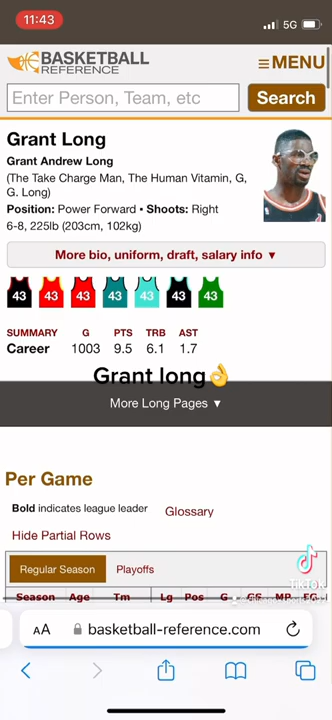 11:43
5G
BASKETBALL
REFERENCE
MENU
Enter Person, Team, etc
Search
Grant Long
Grant Andrew Long
(The Take Charge Man, The Human Vitamin, G,
G. Long)
Position: Power Forward • Shoots: Right
6-8, 225lb (203cm, 102kg)
More bio, uniform, draft, salary info ▼
43 43 43 43 43 43 43
SUMMARY G PTS TRB AST
Career 1003 9.5 6.1 1.7
Grant long👌
More Long Pages ▼
Per Game
Bold indicates league leader
Glossary
Hide Partial Rows
Regular Season
Playoffs
TikTok
Season Age Tm Lg Pos G GS MP FG
AA
basketball-reference.com